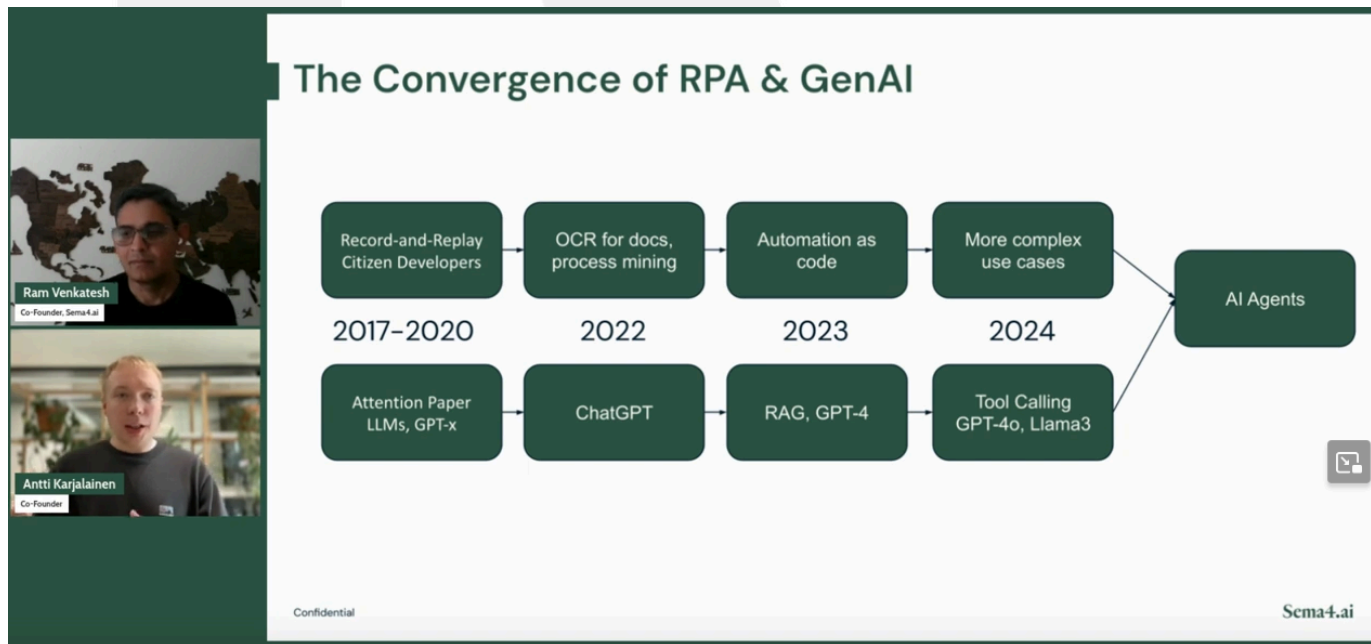 The Convergence of RPA & GenAI
Record-and-Replay
Citizen Developers
OCR for docs,
process mining
Automation as
code
More complex
use cases
AI Agents
2017–2020
2022
2023
2024
Attention Paper
LLMs, GPT-x
ChatGPT
RAG, GPT-4
Tool Calling
GPT-4o, Llama3
Ram Venkatesh
Co-Founder, Sema4.ai
Antti Karjalainen
Co-Founder
Confidential
Sema4.ai